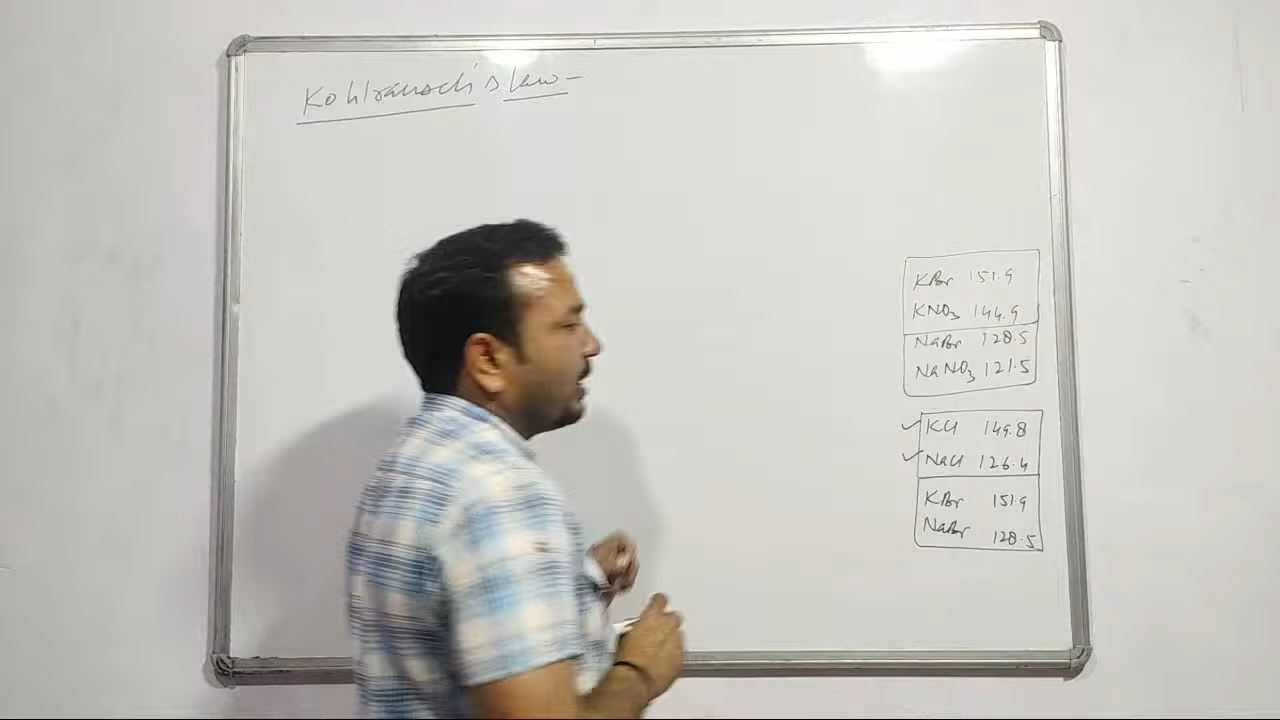 Kohlrausch's law -
KBr 151.9
KNO3 144.9
NaBr 128.5
NaNO3 121.5
✓ KCl 149.8
✓ NaCl 126.4
KBr 151.9
NaBr 128.5